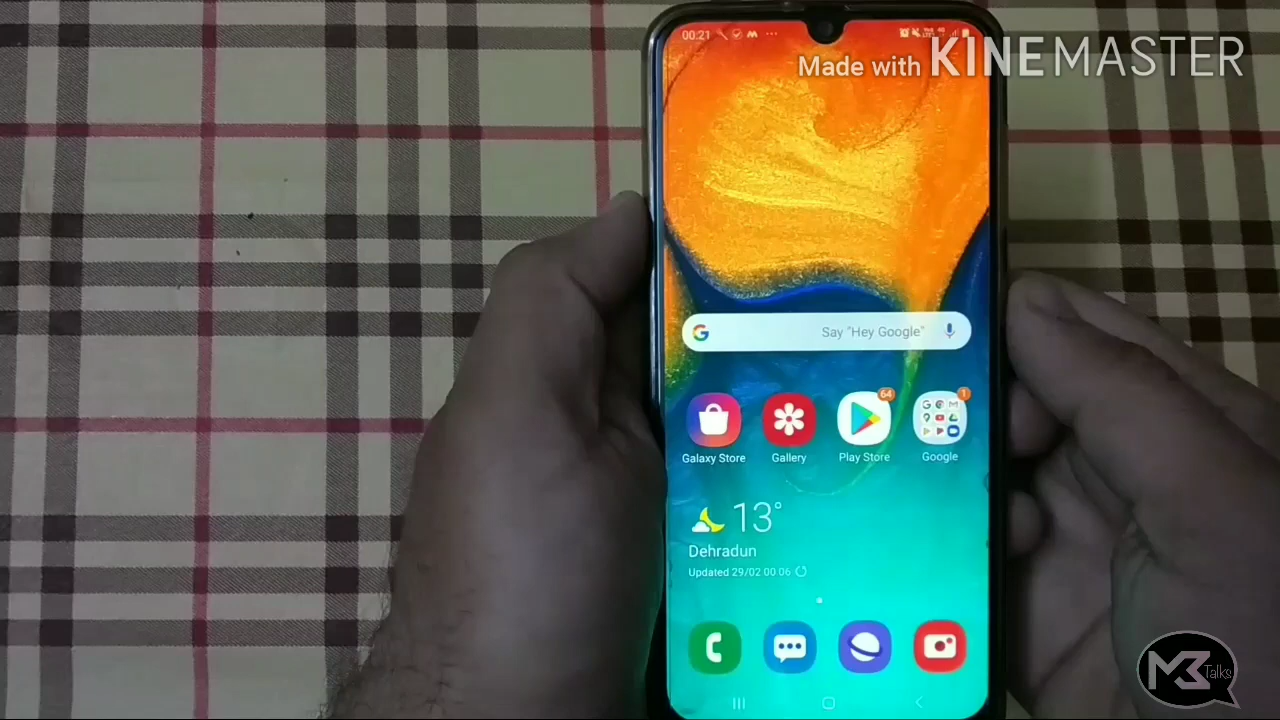 00:21
Made with KINEMASTER
Say "Hey Google"
64
1
Galaxy Store
Gallery
Play Store
Google
13°
Dehradun
Updated 29/02 00:06
M3 Talks